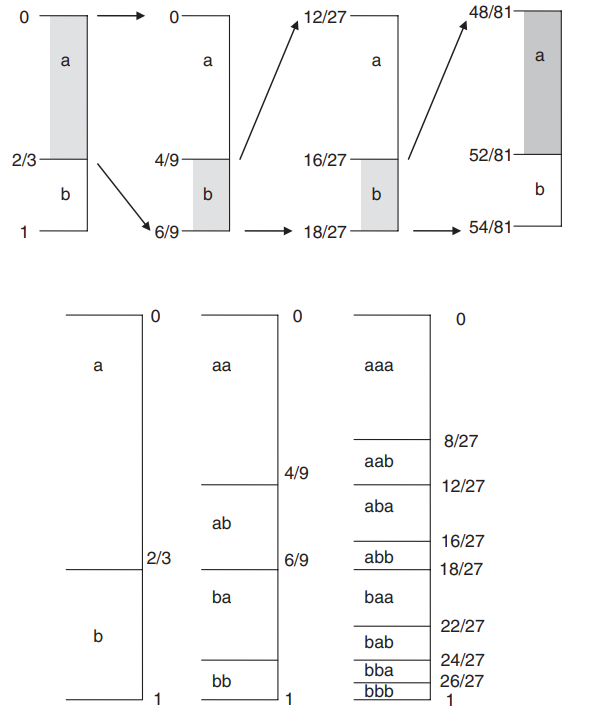 0 0 12/27 48/81
a a a a
2/3 4/9 16/27 52/81
b b b b
1 6/9 18/27 54/81
0 0 0
a aa aaa
8/27
aab
4/9 12/27
ab aba
16/27
2/3 6/9 abb
18/27
ba baa
22/27
b bab
24/27
bb bba
26/27
bbb
1 1 1